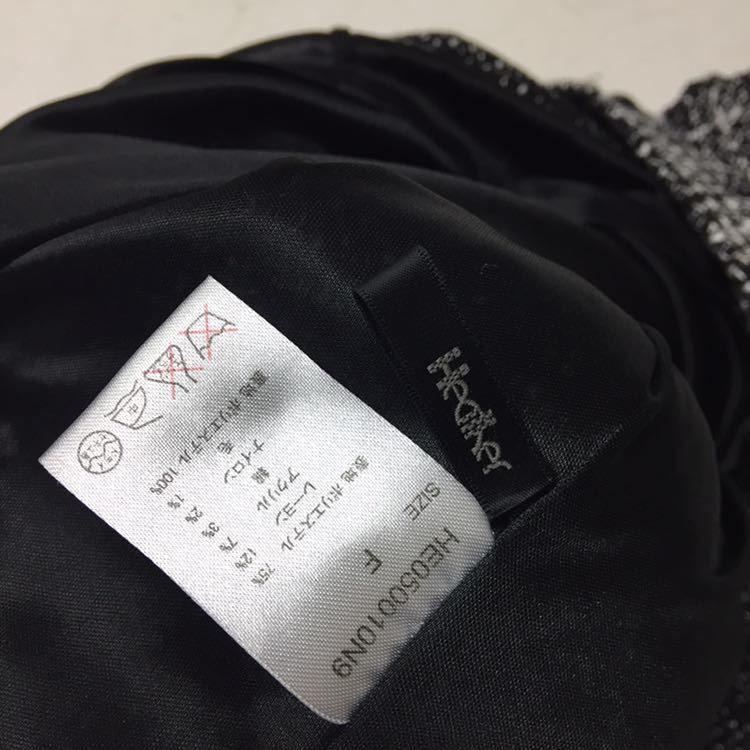 Heather
HE050010N9
SIZE F
表地 ポリエステル 75%
レーヨン 12%
アクリル 7%
綿 3%
ナイロン 2%
毛 1%
裏地 ポリエステル 100%